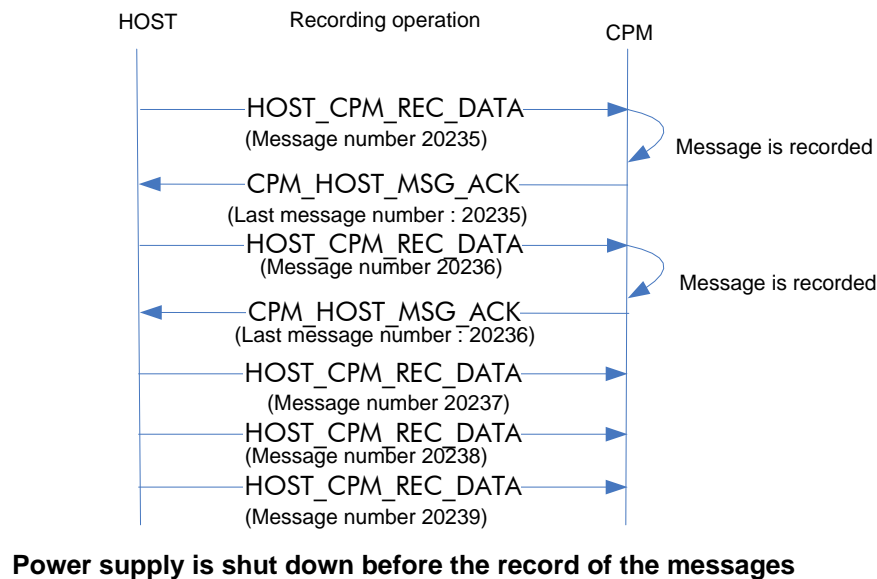 HOST
Recording operation
CPM
HOST_CPM_REC_DATA
(Message number 20235)
Message is recorded
CPM_HOST_MSG_ACK
(Last message number : 20235)
HOST_CPM_REC_DATA
(Message number 20236)
Message is recorded
CPM_HOST_MSG_ACK
(Last message number : 20236)
HOST_CPM_REC_DATA
(Message number 20237)
HOST_CPM_REC_DATA
(Message number 20238)
HOST_CPM_REC_DATA
(Message number 20239)
Power supply is shut down before the record of the messages